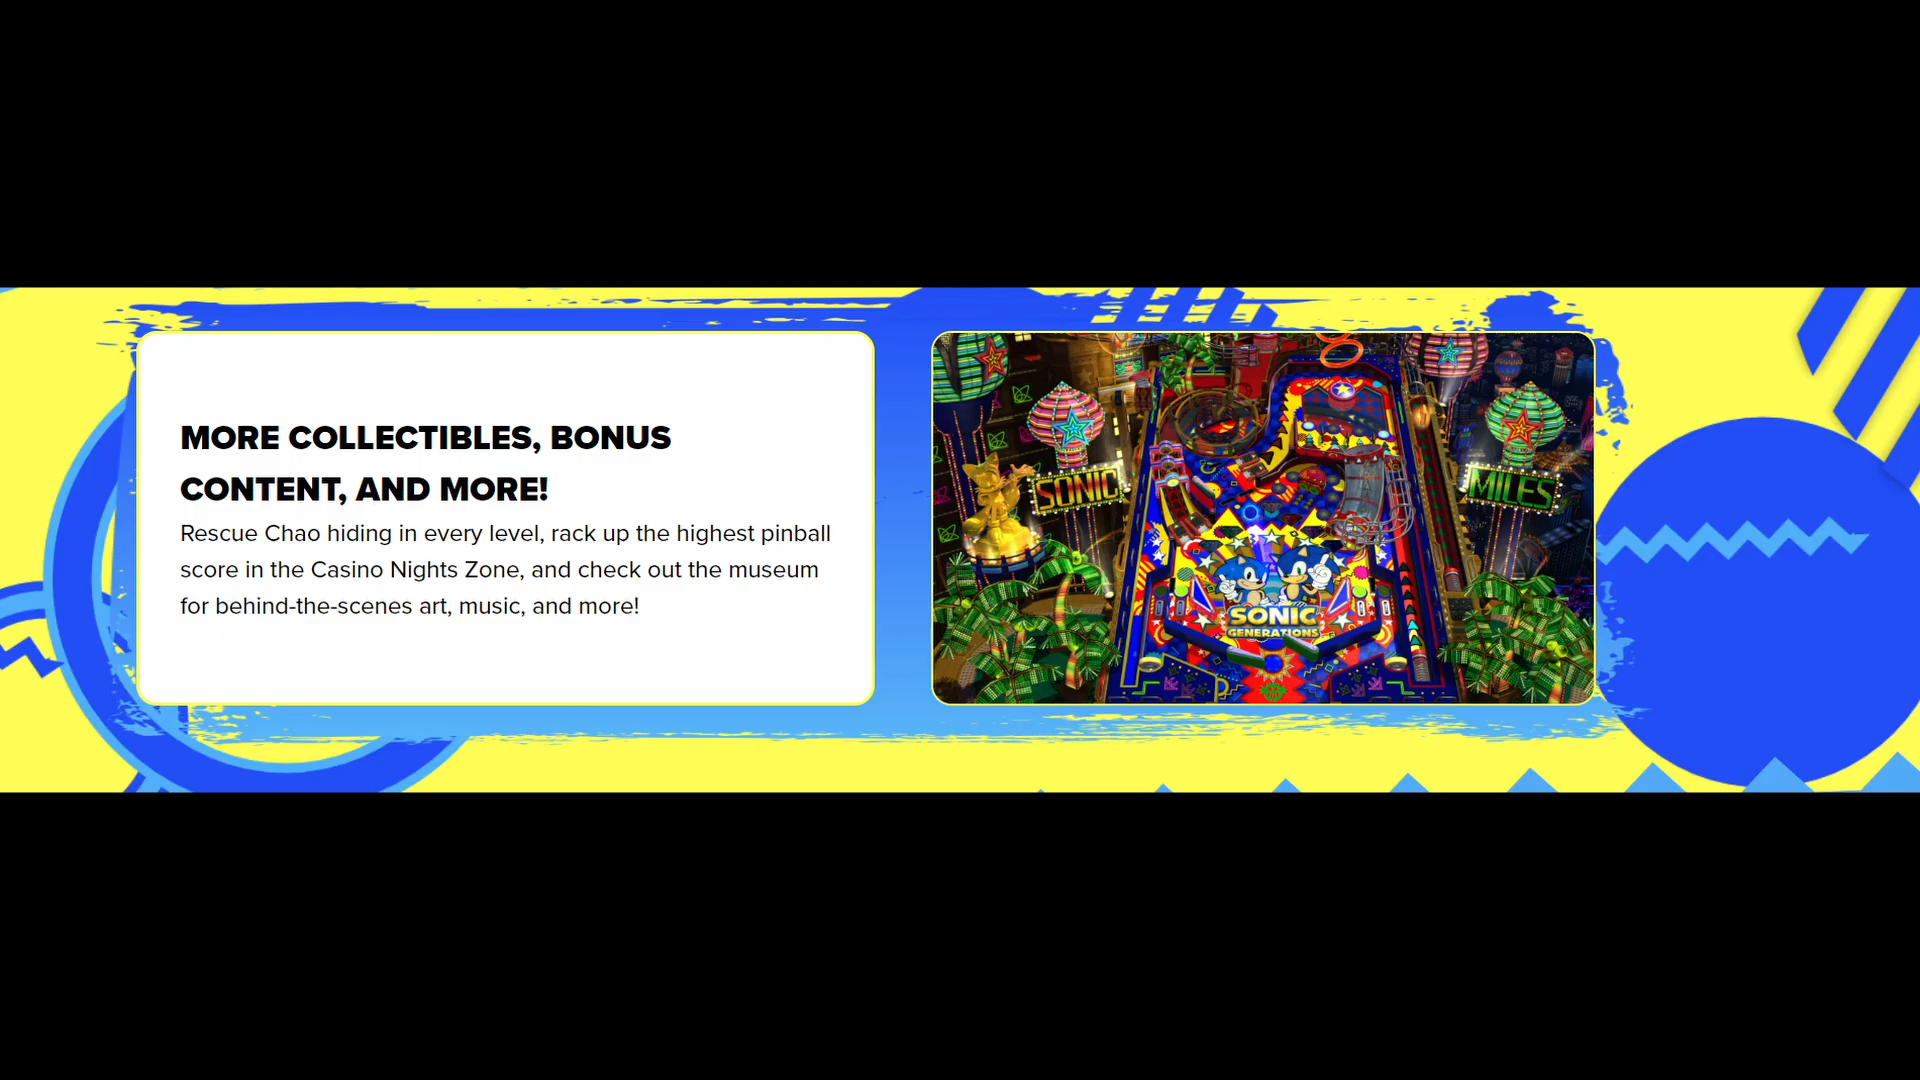 MORE COLLECTIBLES, BONUS
CONTENT, AND MORE!
Rescue Chao hiding in every level, rack up the highest pinball
score in the Casino Nights Zone, and check out the museum
for behind-the-scenes art, music, and more!
SONIC
MILES
SONIC
GENERATIONS